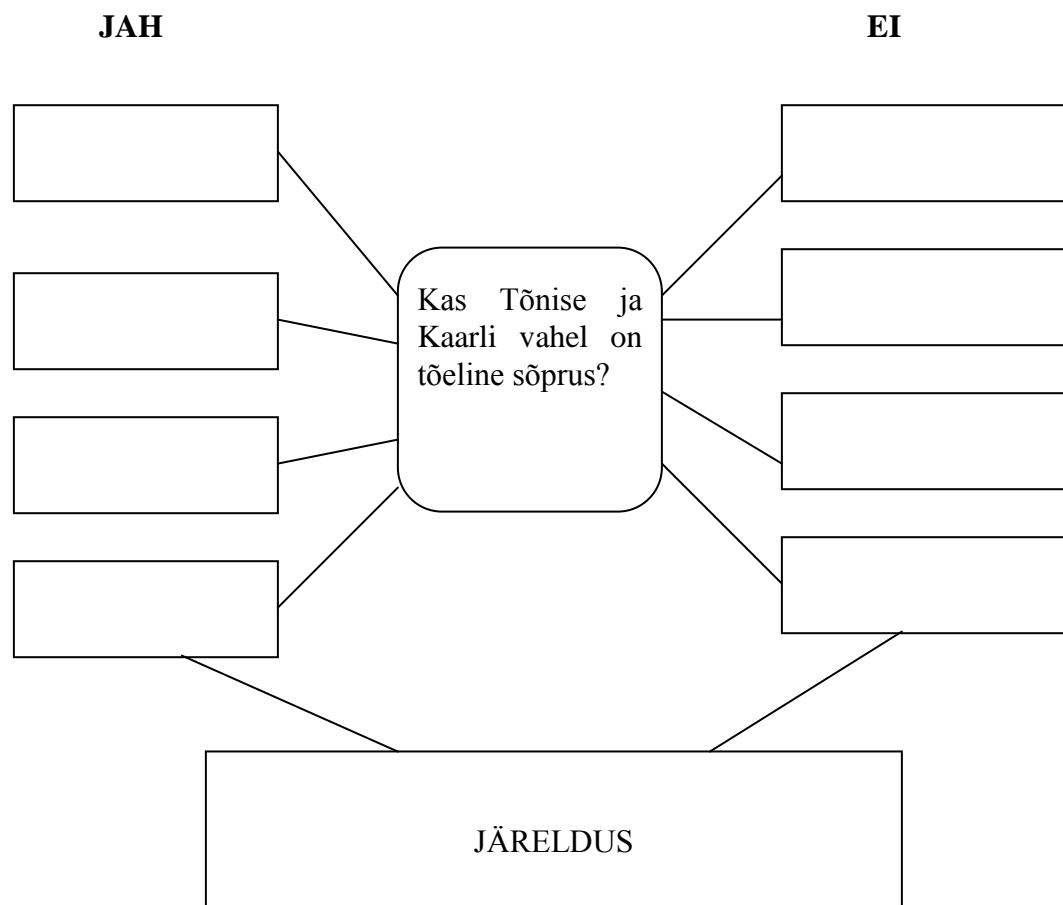 JAH
EI
Kas Tõnise ja
Kaarli vahel on
tõeline sõprus?
JÄRELDUS